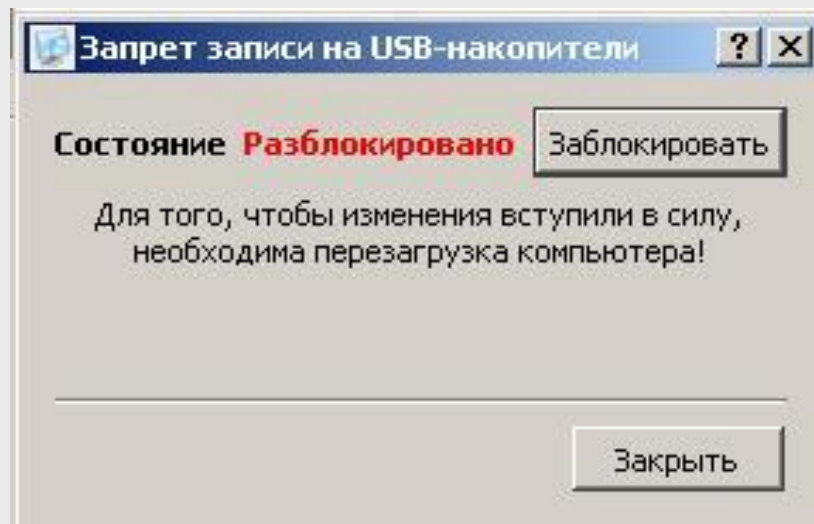 Запрет записи на USB-накопители
Состояние Разблокировано Заблокировать
Для того, чтобы изменения вступили в силу,
необходима перезагрузка компьютера!
Закрыть